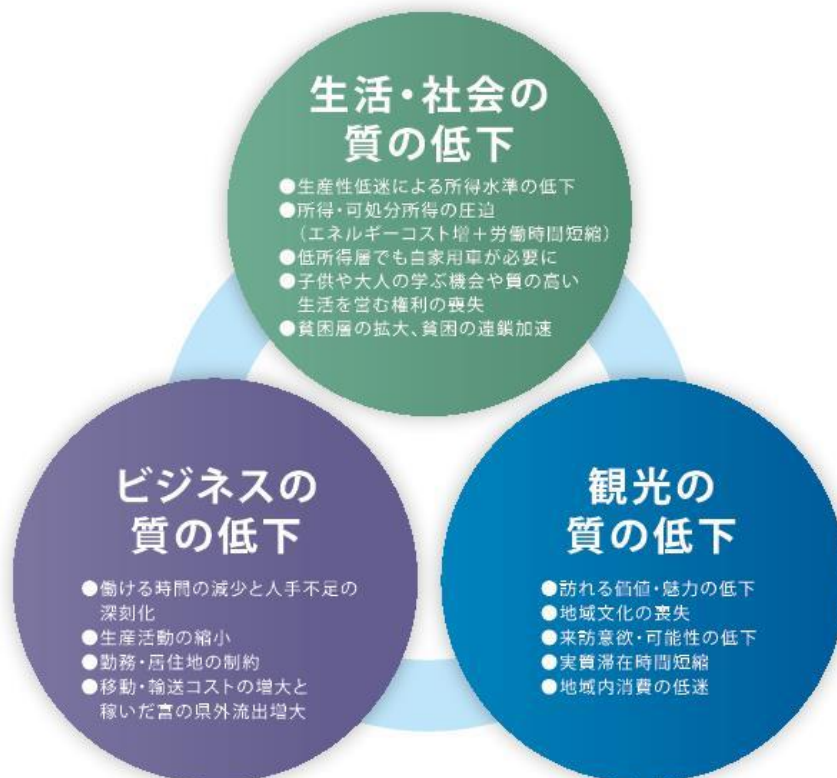 生活・社会の
質の低下
●生産性低迷による所得水準の低下
●所得・可処分所得の圧迫
（エネルギーコスト増＋労働時間短縮）
●低所得層でも自家用車が必要に
●子供や大人の学ぶ機会や質の高い
生活を営む権利の喪失
●貧困層の拡大、貧困の連鎖加速
ビジネスの
質の低下
●働ける時間の減少と人手不足の
深刻化
●生産活動の縮小
●勤務・居住地の制約
●移動・輸送コストの増大と
稼いだ富の県外流出増大
観光の
質の低下
●訪れる価値・魅力の低下
●地域文化の喪失
●来訪意欲・可能性の低下
●実質滞在時間短縮
●地域内消費の低迷